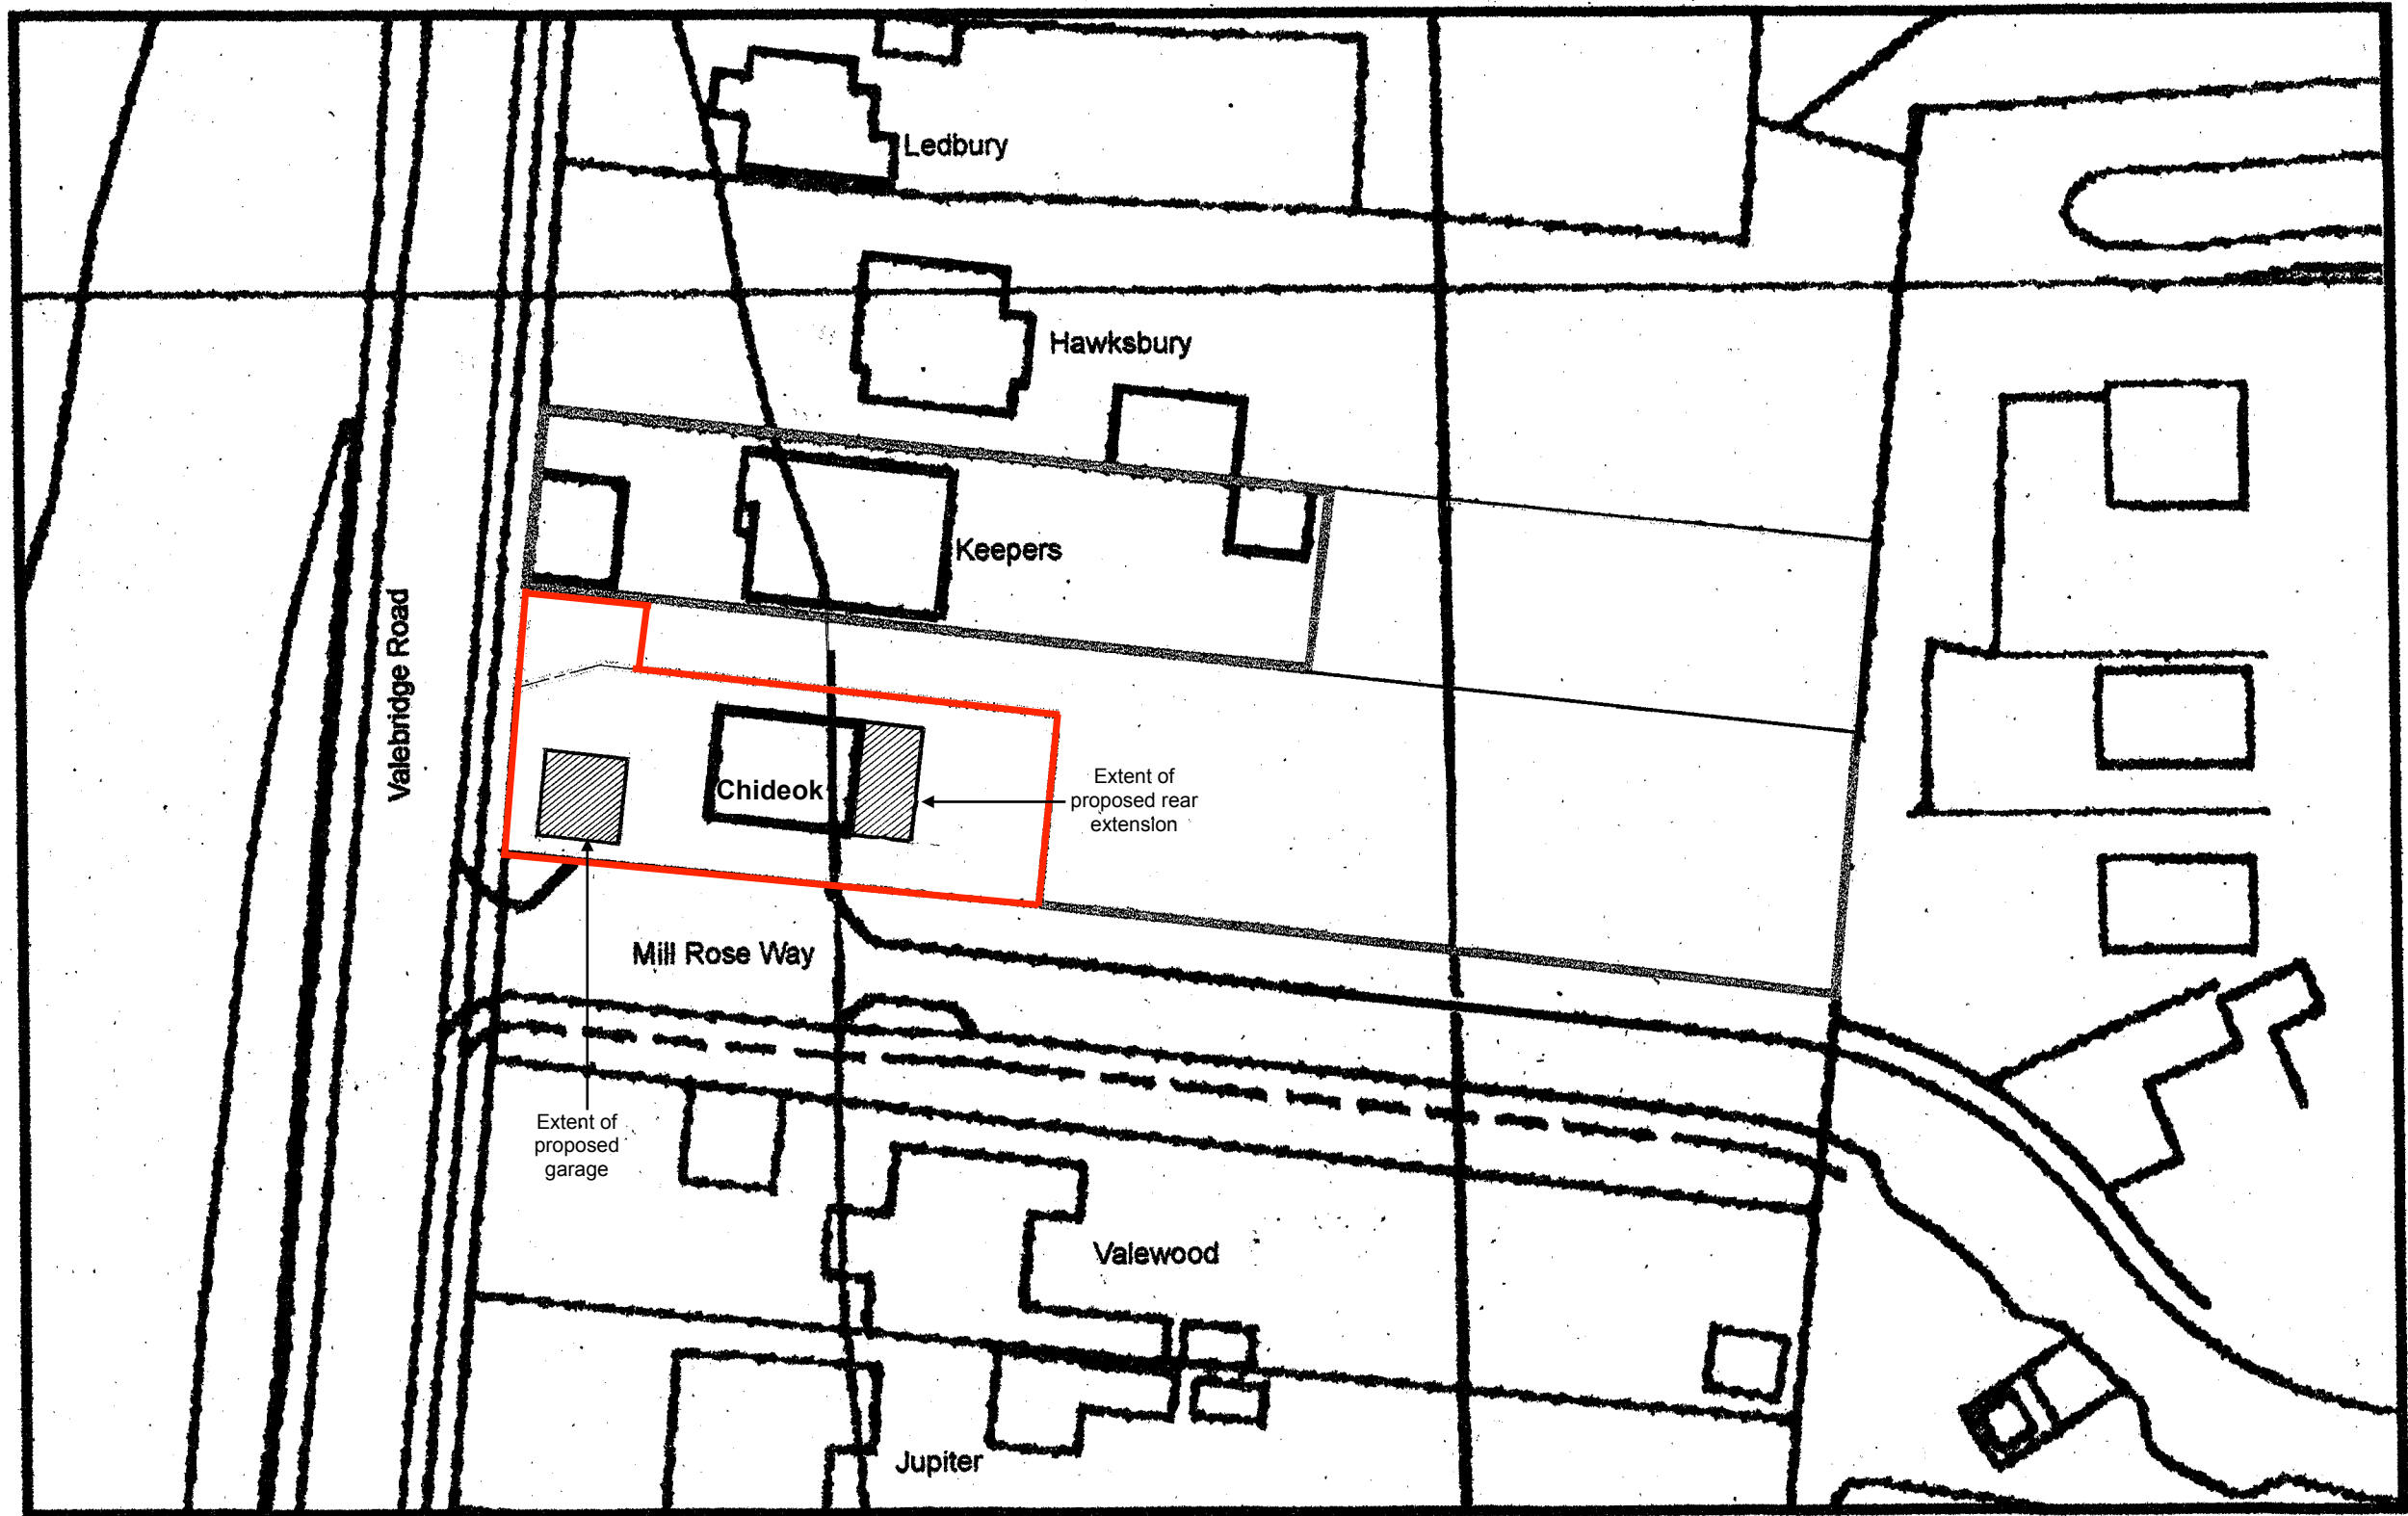 Ledbury
Hawksbury
Keepers
Valebridge Road
Chideok
Extent of
proposed rear
extension
Mill Rose Way
Extent of
proposed
garage
Valewood
Jupiter